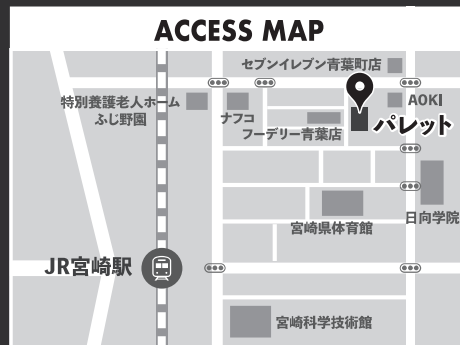 ACCESS MAP
セブンイレブン青葉町店
特別養護老人ホーム
ふじ野園
ナフコ
フーデリー青葉店
AOKI
パレット
日向学院
宮崎県体育館
JR宮崎駅
宮崎科学技術館